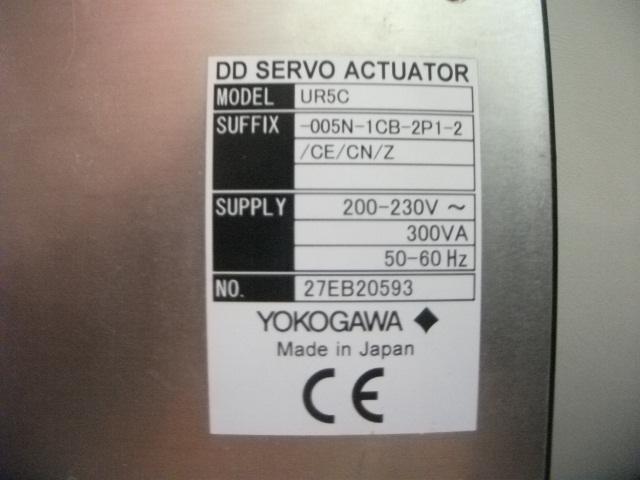 DD SERVO ACTUATOR
MODEL UR5C
SUFFIX -005N-1CB-2P1-2
/CE/CN/Z
SUPPLY 200-230V ~
300VA
50-60 Hz
NO. 27EB20593
YOKOGAWA ◆
Made in Japan
CE